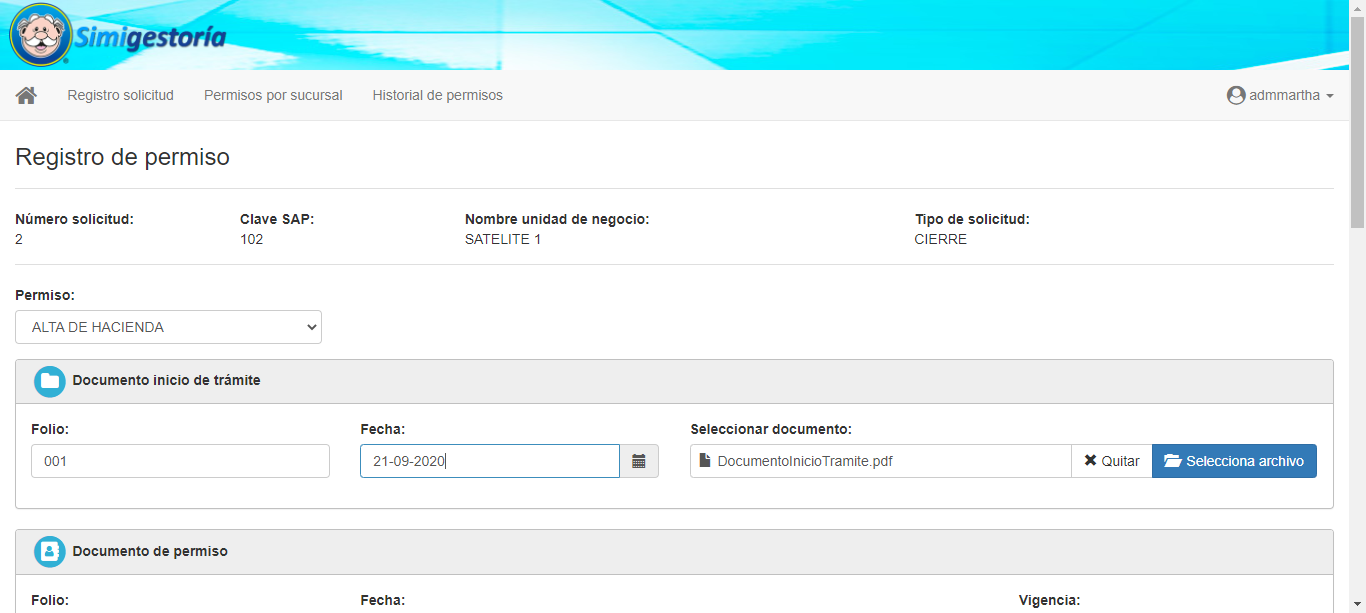 Simigestoría
Registro solicitud Permisos por sucursal Historial de permisos admmartha
Registro de permiso
Número solicitud: Clave SAP: Nombre unidad de negocio: Tipo de solicitud:
2 102 SATELITE 1 CIERRE
Permiso:
ALTA DE HACIENDA
Documento inicio de trámite
Folio: Fecha: Seleccionar documento:
001 21-09-2020 DocumentoInicioTramite.pdf Quitar Selecciona archivo
Documento de permiso
Folio: Fecha: Vigencia: